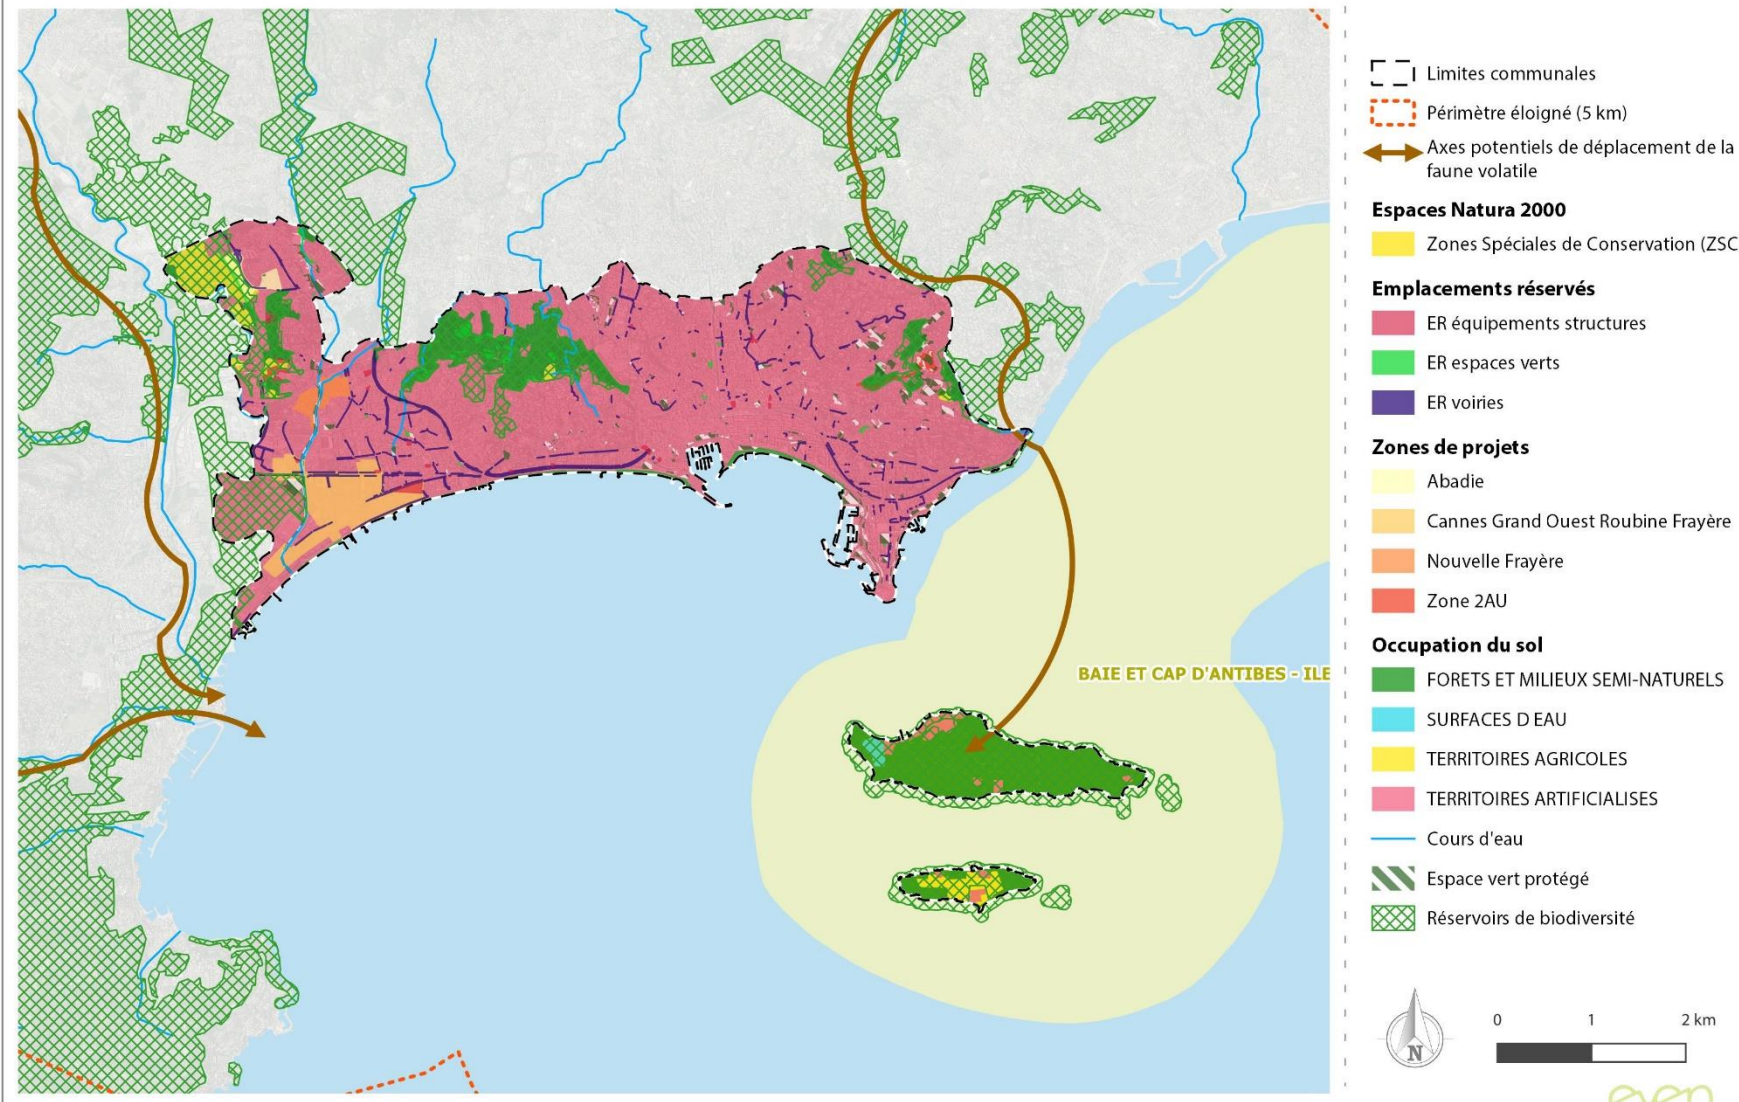 BAIE ET CAP D'ANTIBES - ILE
Limites communales
Périmètre éloigné (5 km)
Axes potentiels de déplacement de la
faune volatile
Espaces Natura 2000
Zones Spéciales de Conservation (ZSC
Emplacements réservés
ER équipements structures
ER espaces verts
ER voiries
Zones de projets
Abadie
Cannes Grand Ouest Roubine Frayère
Nouvelle Frayère
Zone 2AU
Occupation du sol
FORETS ET MILIEUX SEMI-NATURELS
SURFACES D EAU
TERRITOIRES AGRICOLES
TERRITOIRES ARTIFICIALISES
Cours d'eau
Espace vert protégé
Réservoirs de biodiversité
N
0 1 2 km
even